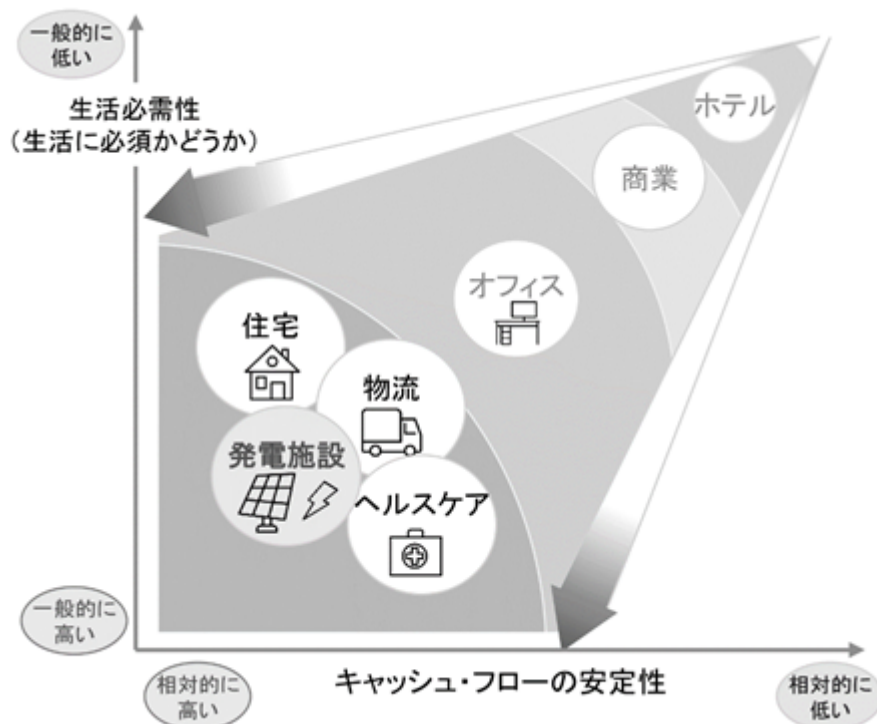 一般的に
低い
生活必需性
(生活に必須かどうか)
ホテル
商業
オフィス
住宅
物流
発電施設
ヘルスケア
一般的に
高い
相対的に
高い
キャッシュ・フローの安定性
相対的に
低い